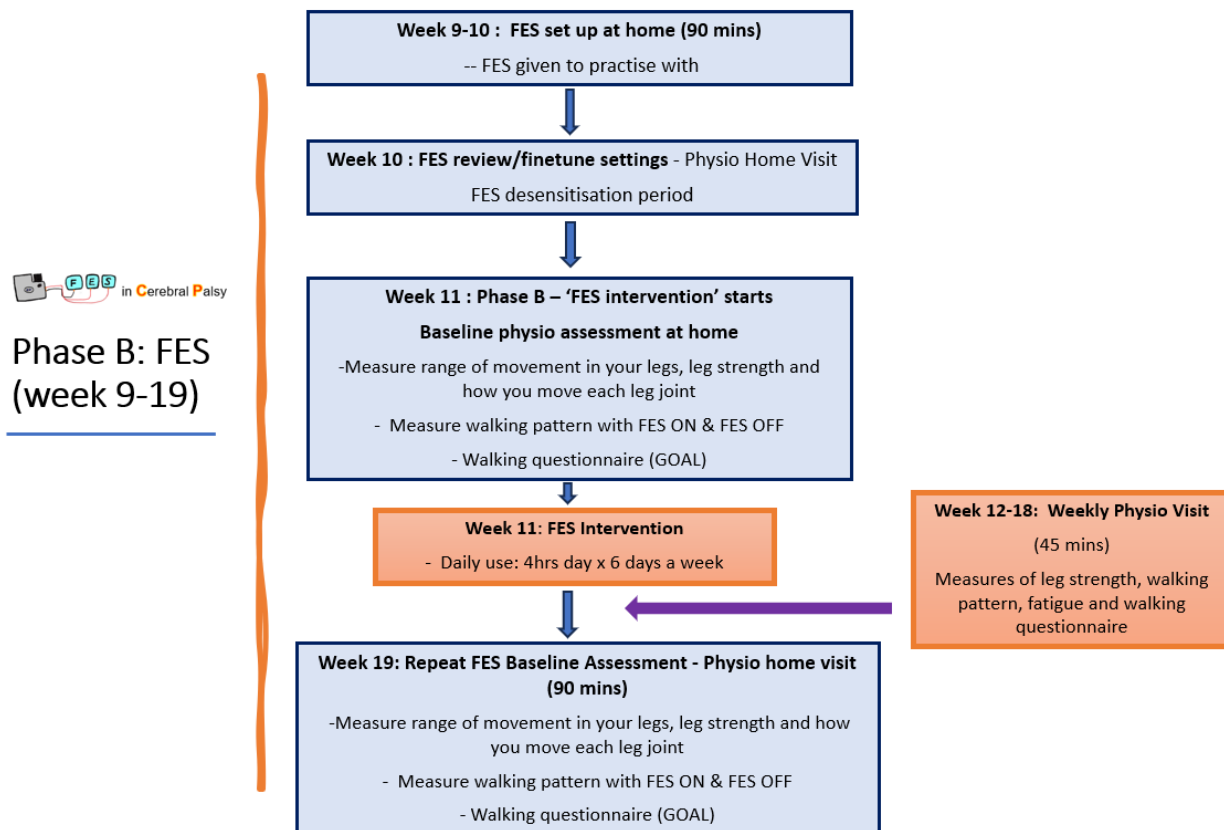 Week 9-10 :  FES set up at home (90 mins)
-- FES given to practise with
Week 10 : FES review/finetune settings - Physio Home Visit
FES desensitisation period
FES in Cerebral Palsy
Phase B: FES
(week 9-19)
Week 11 : Phase B – ‘FES intervention’ starts
Baseline physio assessment at home
-Measure range of movement in your legs, leg strength and
how you move each leg joint
-  Measure walking pattern with FES ON & FES OFF
- Walking questionnaire (GOAL)
Week 11: FES Intervention
-  Daily use: 4hrs day x 6 days a week
Week 12-18:  Weekly Physio Visit
(45 mins)
Measures of leg strength, walking
pattern, fatigue and walking
questionnaire
Week 19: Repeat FES Baseline Assessment - Physio home visit
(90 mins)
-Measure range of movement in your legs, leg strength and how
you move each leg joint
-  Measure walking pattern with FES ON & FES OFF
- Walking questionnaire (GOAL)